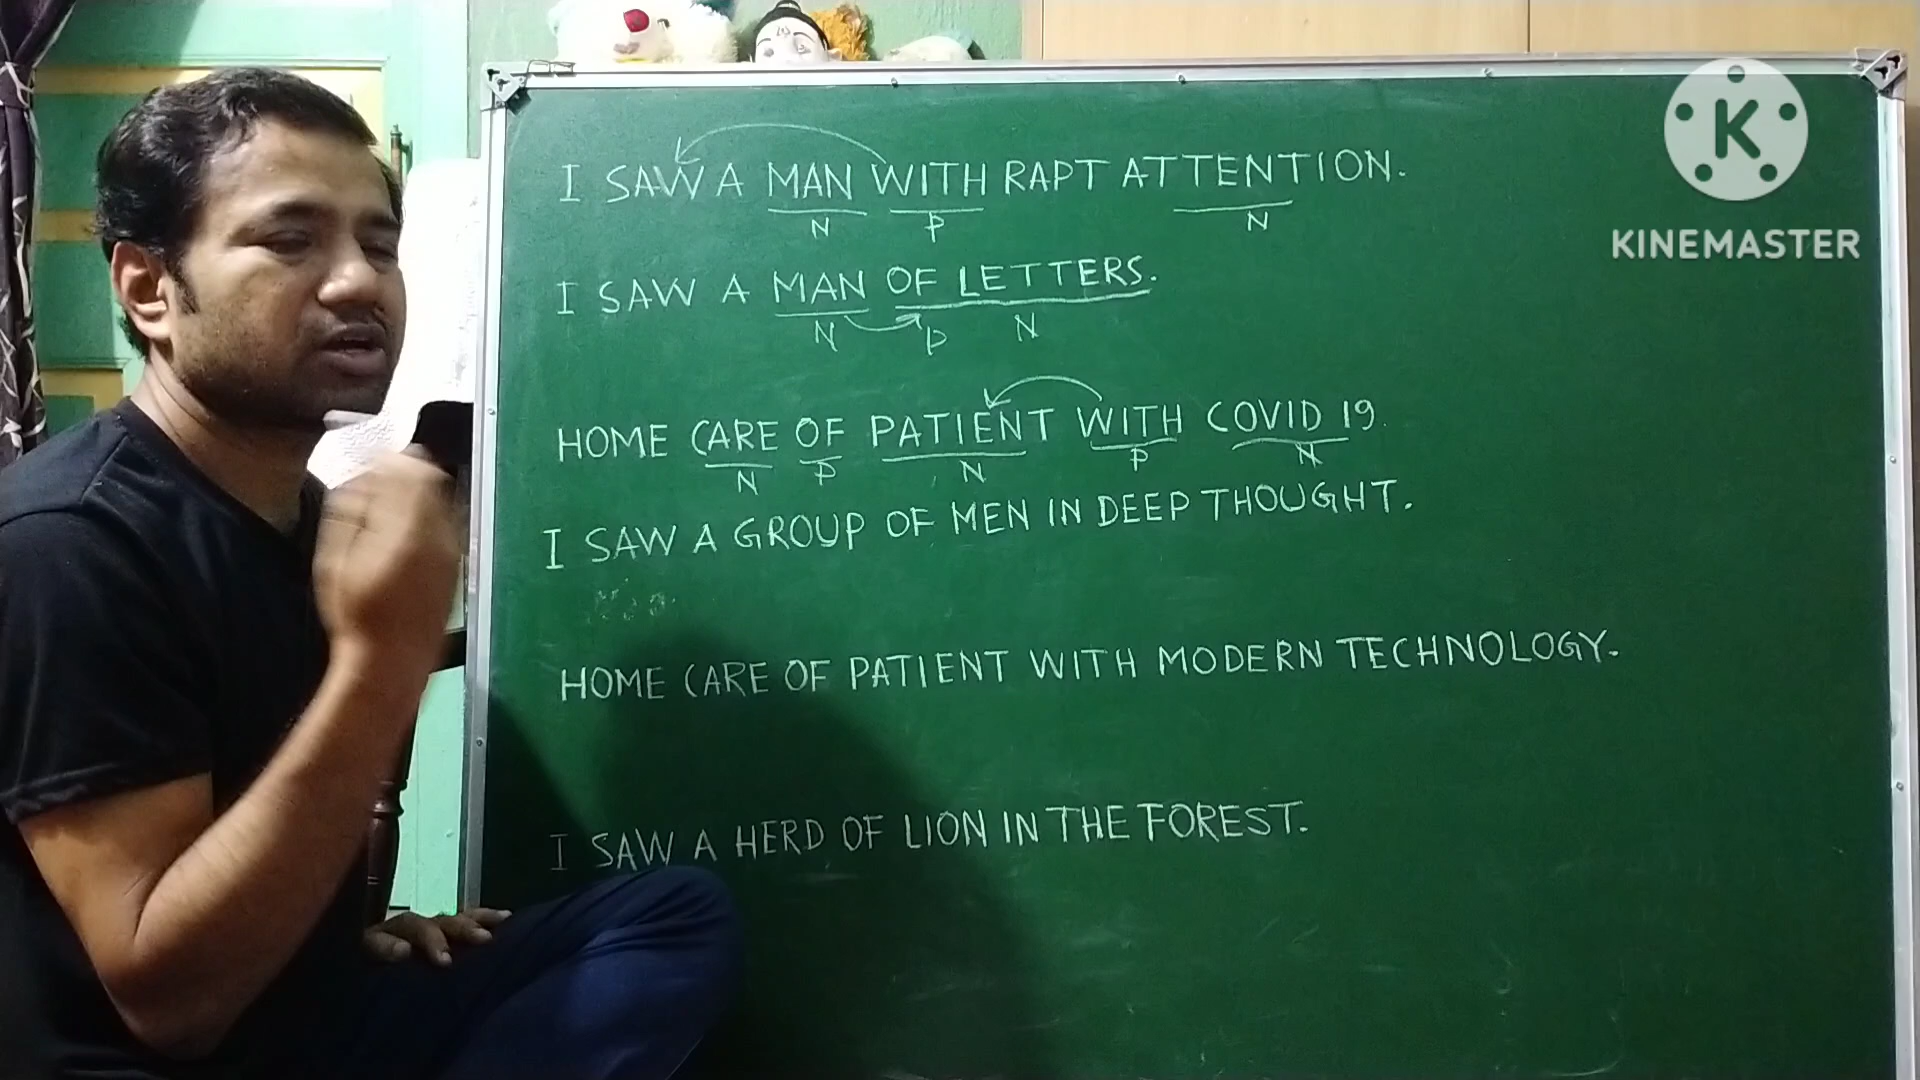 I SAW A MAN WITH RAPT ATTENTION.
N P N
I SAW A MAN OF LETTERS.
N P N
HOME CARE OF PATIENT WITH COVID 19.
N P N P N
I SAW A GROUP OF MEN IN DEEP THOUGHT.
HOME CARE OF PATIENT WITH MODERN TECHNOLOGY.
I SAW A HERD OF LION IN THE FOREST.
K
KINEMASTER